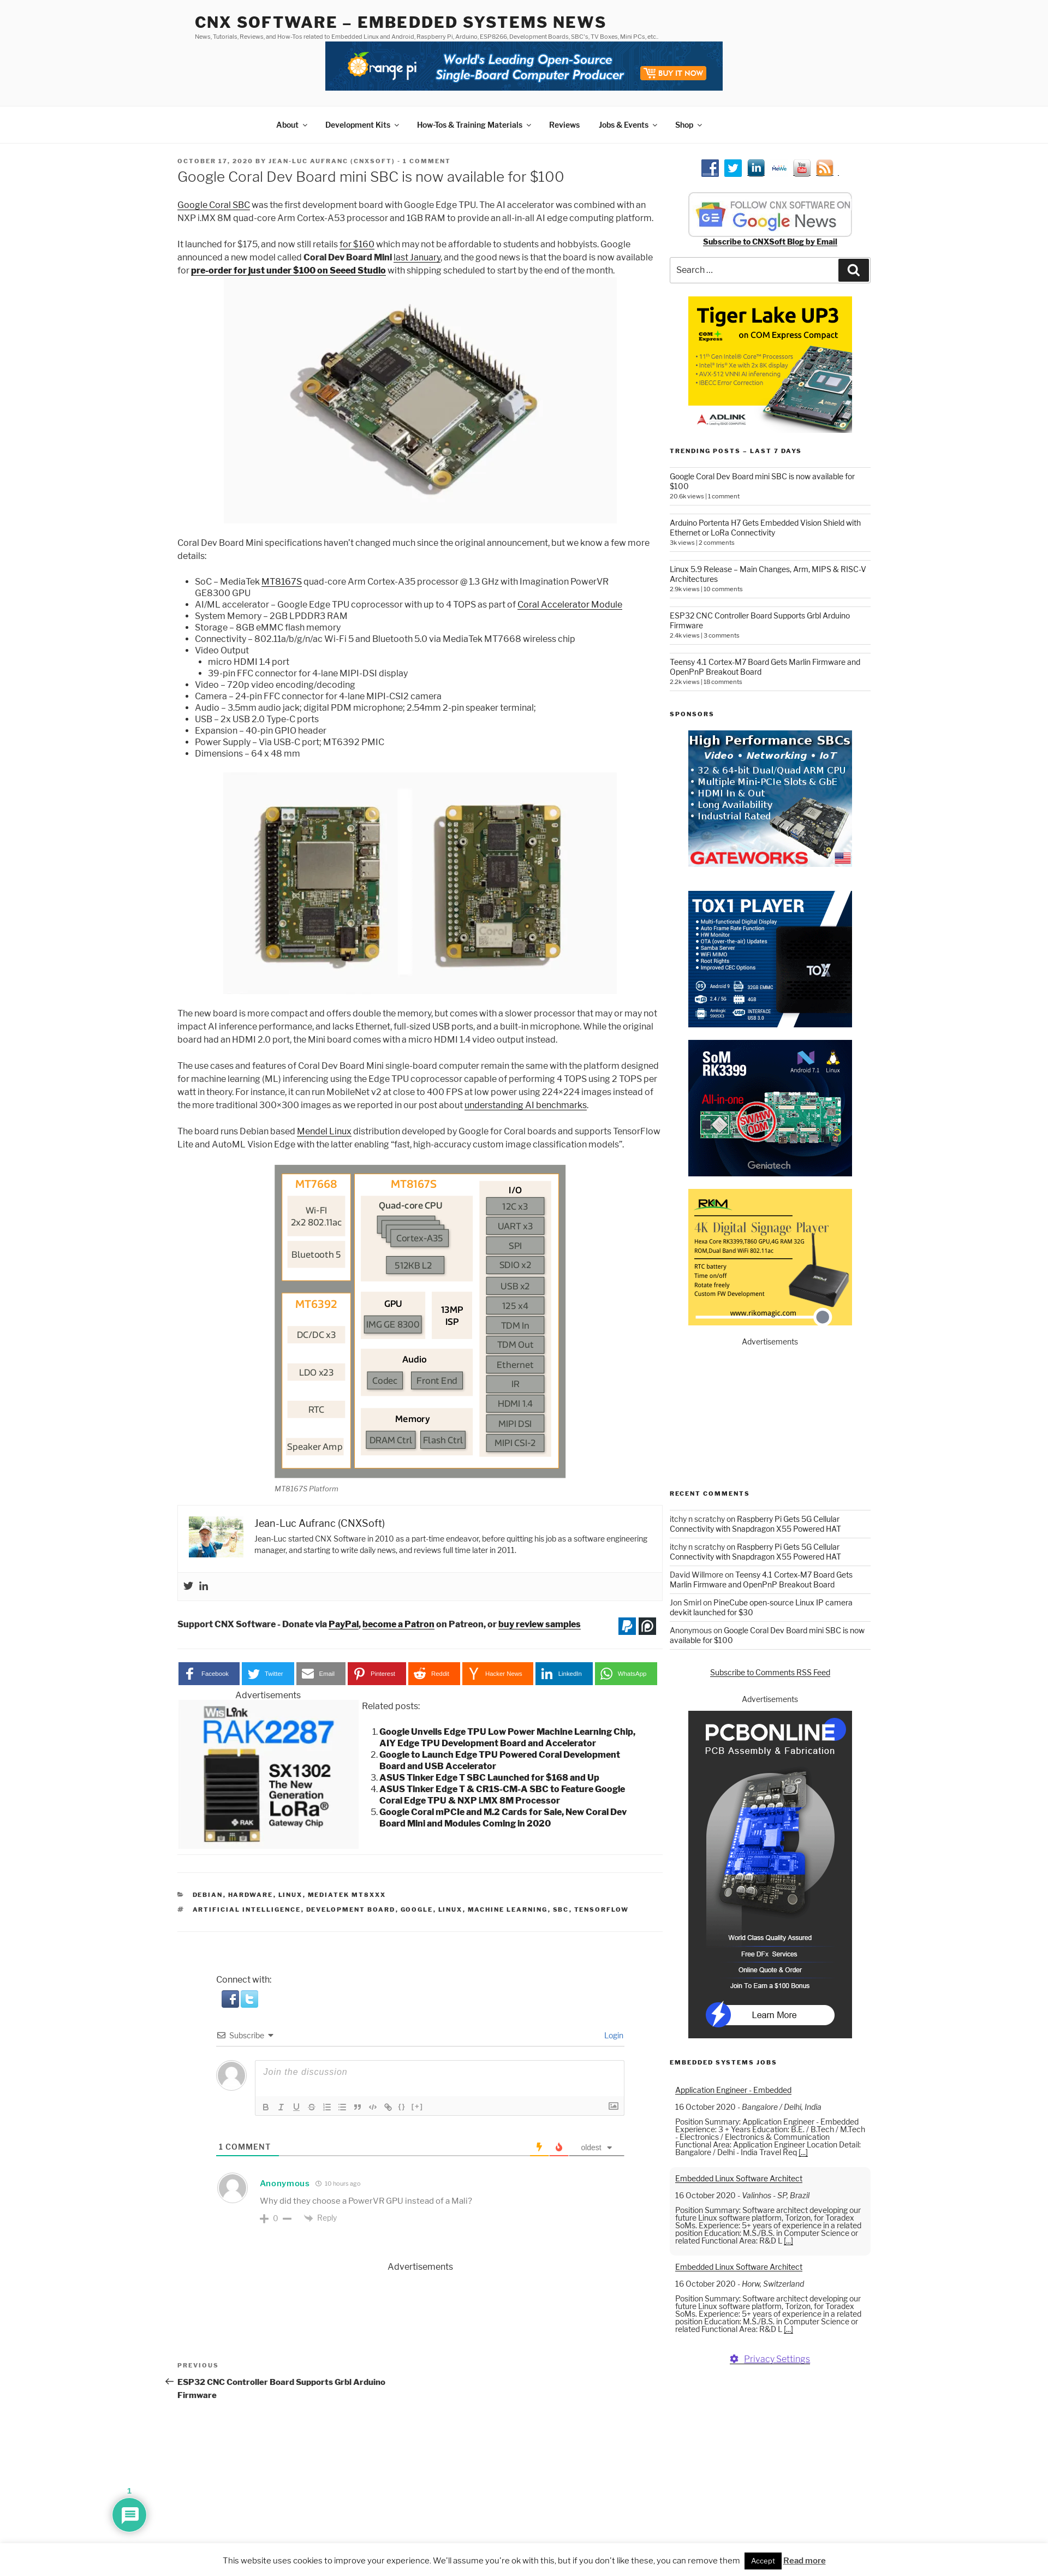 CNX SOFTWARE – EMBEDDED SYSTEMS NEWS
News, Tutorials, Reviews, and How-Tos related to Embedded Linux and Android, Raspberry Pi, Arduino, ESP8266, Development Boards, SBC's, TV Boxes, Mini PCs, etc..
range pi
World's Leading Open-Source
Single-Board Computer Producer
BUY IT NOW
About
Development Kits
How-Tos & Training Materials
Reviews
Jobs & Events
Shop
OCTOBER 17, 2020 BY JEAN-LUC AUFRANC (CNXSOFT) - 1 COMMENT
Google Coral Dev Board mini SBC is now available for $100
Google Coral SBC was the first development board with Google Edge TPU. The AI accelerator was combined with an
NXP i.MX 8M quad-core Arm Cortex-A53 processor and 1GB RAM to provide an all-in-all AI edge computing platform.
It launched for $175, and now still retails for $160 which may not be affordable to students and hobbyists. Google
announced a new model called Coral Dev Board Mini last January, and the good news is that the board is now available
for pre-order for just under $100 on Seeed Studio with shipping scheduled to start by the end of the month.
Coral
Coral Dev Board Mini specifications haven't changed much since the original announcement, but we know a few more
details:
SoC – MediaTek MT8167S quad-core Arm Cortex-A35 processor @ 1.3 GHz with Imagination PowerVR
GE8300 GPU
AI/ML accelerator – Google Edge TPU coprocessor with up to 4 TOPS as part of Coral Accelerator Module
System Memory – 2GB LPDDR3 RAM
Storage – 8GB eMMC flash memory
Connectivity – 802.11a/b/g/n/ac Wi-Fi 5 and Bluetooth 5.0 via MediaTek MT7668 wireless chip
Video Output
micro HDMI 1.4 port
39-pin FFC connector for 4-lane MIPI-DSI display
Video – 720p video encoding/decoding
Camera – 24-pin FFC connector for 4-lane MIPI-CSI2 camera
Audio – 3.5mm audio jack; digital PDM microphone; 2.54mm 2-pin speaker terminal;
USB – 2x USB 2.0 Type-C ports
Expansion – 40-pin GPIO header
Power Supply – Via USB-C port; MT6392 PMIC
Dimensions – 64 x 48 mm
Coral
Coral
The new board is more compact and offers double the memory, but comes with a slower processor that may or may not
impact AI inference performance, and lacks Ethernet, full-sized USB ports, and a built-in microphone. While the original
board had an HDMI 2.0 port, the Mini board comes with a micro HDMI 1.4 video output instead.
The use cases and features of Coral Dev Board Mini single-board computer remain the same with the platform designed
for machine learning (ML) inferencing using the Edge TPU coprocessor capable of performing 4 TOPS using 2 TOPS per
watt in theory. For instance, it can run MobileNet v2 at close to 400 FPS at low power using 224×224 images instead of
the more traditional 300×300 images as we reported in our post about understanding AI benchmarks.
The board runs Debian based Mendel Linux distribution developed by Google for Coral boards and supports TensorFlow
Lite and AutoML Vision Edge with the latter enabling “fast, high-accuracy custom image classification models”.
MT7668
Wi-FI
2x2 802.11ac
Bluetooth 5
MT6392
DC/DC x3
LDO x23
RTC
Speaker Amp
MT8167S
Quad-core CPU
Cortex-A35
512KB L2
GPU
IMG GE 8300
13MP
ISP
Audio
Codec
Front End
Memory
DRAM Ctrl
Flash Ctrl
I/O
12C x3
UART x3
SPI
SDIO x2
USB x2
125 x4
TDM In
TDM Out
Ethernet
IR
HDMI 1.4
MIPI DSI
MIPI CSI-2
MT8167S Platform
Jean-Luc Aufranc (CNXSoft)
Jean-Luc started CNX Software in 2010 as a part-time endeavor, before quitting his job as a software engineering
manager, and starting to write daily news, and reviews full time later in 2011.
Support CNX Software - Donate via PayPal, become a Patron on Patreon, or buy review samples
Facebook
Twitter
Email
Pinterest
Reddit
Hacker News
LinkedIn
WhatsApp
Advertisements
WisLink
RAK2287
SX1302
The New
Generation
LoRa®
Gateway Chip
RAK
Related posts:
1. Google Unveils Edge TPU Low Power Machine Learning Chip,
AIY Edge TPU Development Board and Accelerator
2. Google to Launch Edge TPU Powered Coral Development
Board and USB Accelerator
3. ASUS Tinker Edge T SBC Launched for $168 and Up
4. ASUS Tinker Edge T & CR1S-CM-A SBC to Feature Google
Coral Edge TPU & NXP i.MX 8M Processor
5. Google Coral mPCIe and M.2 Cards for Sale, New Coral Dev
Board Mini and Modules Coming in 2020
DEBIAN, HARDWARE, LINUX, MEDIATEK MT8XXX
# ARTIFICIAL INTELLIGENCE, DEVELOPMENT BOARD, GOOGLE, LINUX, MACHINE LEARNING, SBC, TENSORFLOW
Connect with:
Subscribe
Login
Join the discussion
B I U S {} [+]
1 COMMENT
oldest
Anonymous
10 hours ago
Why did they choose a PowerVR GPU instead of a Mali?
0
Reply
Advertisements
PREVIOUS
ESP32 CNC Controller Board Supports Grbl Arduino
Firmware
1
FOLLOW CNX SOFTWARE ON
Google News
Subscribe to CNXSoft Blog by Email
Search …
Tiger Lake UP3
COM Express
on COM Express Compact
• 11th Gen Intel® Core™ Processors
• Intel® Iris® Xe with 2x 8K display
• AVX-512 VNNI AI inferencing
• IBECC Error Correction
ADLINK
TRENDING POSTS – LAST 7 DAYS
Google Coral Dev Board mini SBC is now available for
$100
20.6k views | 1 comment
Arduino Portenta H7 Gets Embedded Vision Shield with
Ethernet or LoRa Connectivity
3k views | 2 comments
Linux 5.9 Release – Main Changes, Arm, MIPS & RISC-V
Architectures
2.9k views | 10 comments
ESP32 CNC Controller Board Supports Grbl Arduino
Firmware
2.4k views | 3 comments
Teensy 4.1 Cortex-M7 Board Gets Marlin Firmware and
OpenPnP Breakout Board
2.2k views | 18 comments
SPONSORS
High Performance SBCs
Video • Networking • IoT
• 32 & 64-bit Dual/Quad ARM CPU
• Multiple Mini-PCIe Slots & GbE
• HDMI In & Out
• Long Availability
• Industrial Rated
GATEWORKS
TOX1 PLAYER
Multi-functional Digital Display
Auto Frame Rate Function
HW Monitor
OTA (over-the-air) Updates
Samba Server
WiFi MIMO
Root Rights
Improved CEC Options
Android 9
32GB EMMC
2.4 / 5G
4GB
Amlogic
S905X3
INTERFACE
USB 3.0
TOX
SoM
RK3399
Android 7.1
Linux
All-in-one
SW/HW
ODM
Geniatech
RKM
4K Digital Signage Player
Hexa Core RK3399,T860 GPU,4G RAM 32G
ROM,Dual Band WiFi 802.11ac
RTC battery
Time on/off
Rotate freely
Custom FW Development
www.rikomagic.com
Advertisements
RECENT COMMENTS
itchy n scratchy on Raspberry Pi Gets 5G Cellular
Connectivity with Snapdragon X55 Powered HAT
itchy n scratchy on Raspberry Pi Gets 5G Cellular
Connectivity with Snapdragon X55 Powered HAT
David Willmore on Teensy 4.1 Cortex-M7 Board Gets
Marlin Firmware and OpenPnP Breakout Board
Jon Smirl on PineCube open-source Linux IP camera
devkit launched for $30
Anonymous on Google Coral Dev Board mini SBC is now
available for $100
Subscribe to Comments RSS Feed
Advertisements
PCBONLINE
PCB Assembly & Fabrication
World Class Quality Assured
Free DFx Services
Online Quote & Order
Join To Earn a $100 Bonus
Learn More
EMBEDDED SYSTEMS JOBS
Application Engineer - Embedded
16 October 2020 - Bangalore / Delhi, India
Position Summary: Application Engineer - Embedded
Experience: 3 + Years Education: B.E. / B.Tech / M.Tech
- Electronics / Electronics & Communication
Functional Area: Application Engineer Location Detail:
Bangalore / Delhi - India Travel Req [...]
Embedded Linux Software Architect
16 October 2020 - Valinhos - SP, Brazil
Position Summary: Software architect developing our
future Linux software platform, Torizon, for Toradex
SoMs. Experience: 5+ years of experience in a related
position Education: M.S./B.S. in Computer Science or
related Functional Area: R&D L [...]
Embedded Linux Software Architect
16 October 2020 - Horw, Switzerland
Position Summary: Software architect developing our
future Linux software platform, Torizon, for Toradex
SoMs. Experience: 5+ years of experience in a related
position Education: M.S./B.S. in Computer Science or
related Functional Area: R&D L [...]
Privacy Settings
This website uses cookies to improve your experience. We'll assume you're ok with this, but if you don't like these, you can remove them
Accept
Read more